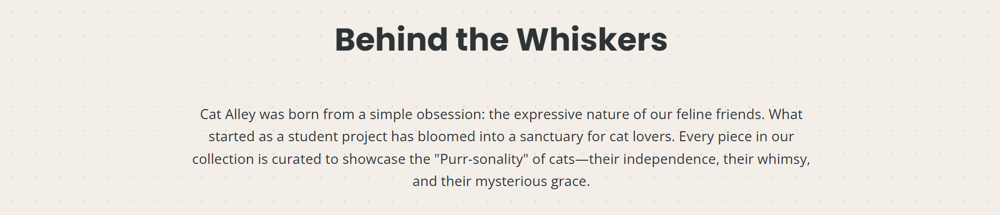 Behind the Whiskers
Cat Alley was born from a simple obsession: the expressive nature of our feline friends. What
started as a student project has bloomed into a sanctuary for cat lovers. Every piece in our
collection is curated to showcase the "Purr-sonality" of cats—their independence, their whimsy,
and their mysterious grace.